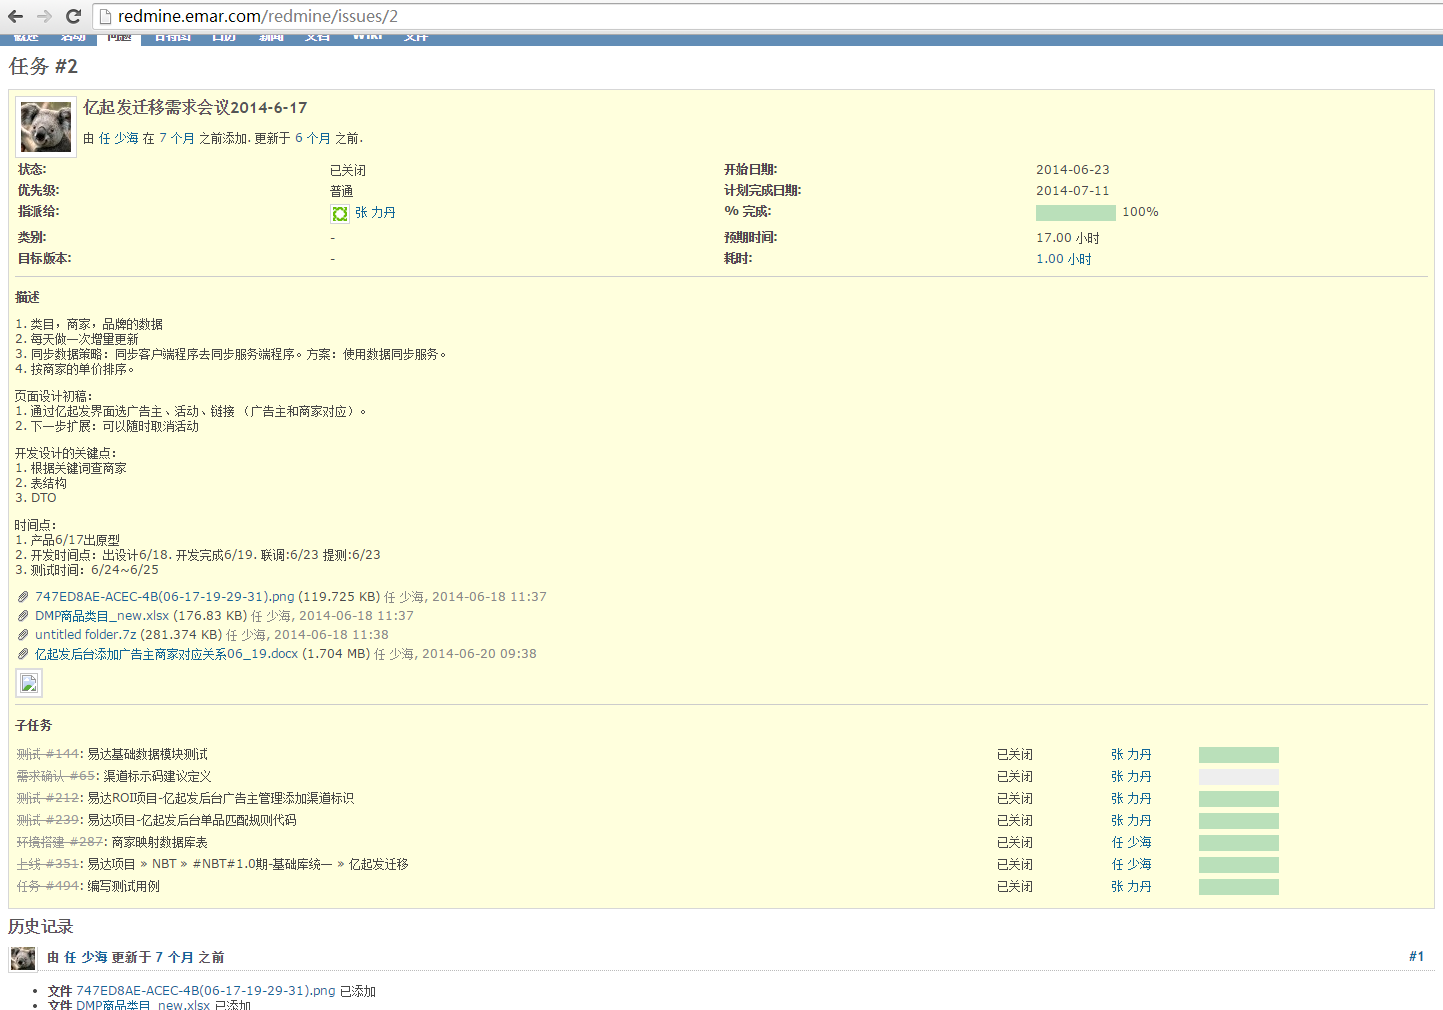 redmine.emar.com/redmine/issues/2
概述 活动 问题 甘特图 日历 新闻 文档 Wiki 文件
任务 #2
亿起发迁移需求会议2014-6-17
由 任 少海 在 7 个月 之前添加. 更新于 6 个月 之前.
状态: 已关闭 开始日期: 2014-06-23
优先级: 普通 计划完成日期: 2014-07-11
指派给: 张 力丹 % 完成: 100%
类别: - 预期时间: 17.00 小时
目标版本: - 耗时: 1.00 小时
描述
1. 类目，商家，品牌的数据
2. 每天做一次增量更新
3. 同步数据策略：同步客户端程序去同步服务端程序。方案：使用数据同步服务。
4. 按商家的单价排序。
页面设计初稿：
1. 通过亿起发界面选广告主、活动、链接 （广告主和商家对应）。
2. 下一步扩展：可以随时取消活动
开发设计的关键点：
1. 根据关键词查商家
2. 表结构
3. DTO
时间点：
1. 产品6/17出原型
2. 开发时间点：出设计6/18. 开发完成6/19. 联调:6/23 提测:6/23
3. 测试时间：6/24~6/25
747ED8AE-ACEC-4B(06-17-19-29-31).png (119.725 KB) 任 少海, 2014-06-18 11:37
DMP商品类目_new.xlsx (176.83 KB) 任 少海, 2014-06-18 11:37
untitled folder.7z (281.374 KB) 任 少海, 2014-06-18 11:38
亿起发后台添加广告主商家对应关系06_19.docx (1.704 MB) 任 少海, 2014-06-20 09:38
子任务
测试 #144: 易达基础数据模块测试 已关闭 张 力丹
需求确认 #65: 渠道标示码建议定义 已关闭 张 力丹
测试 #212: 易达ROI项目-亿起发后台广告主管理添加渠道标识 已关闭 张 力丹
测试 #239: 易达项目-亿起发后台单品匹配规则代码 已关闭 张 力丹
环境搭建 #287: 商家映射数据库表 已关闭 任 少海
上线 #351: 易达项目 » NBT » #NBT#1.0期-基础库统一 » 亿起发迁移 已关闭 任 少海
任务 #494: 编写测试用例 已关闭 张 力丹
历史记录
由 任 少海 更新于 7 个月 之前 #1
• 文件 747ED8AE-ACEC-4B(06-17-19-29-31).png 已添加
• 文件 DMP商品类目_new.xlsx 已添加